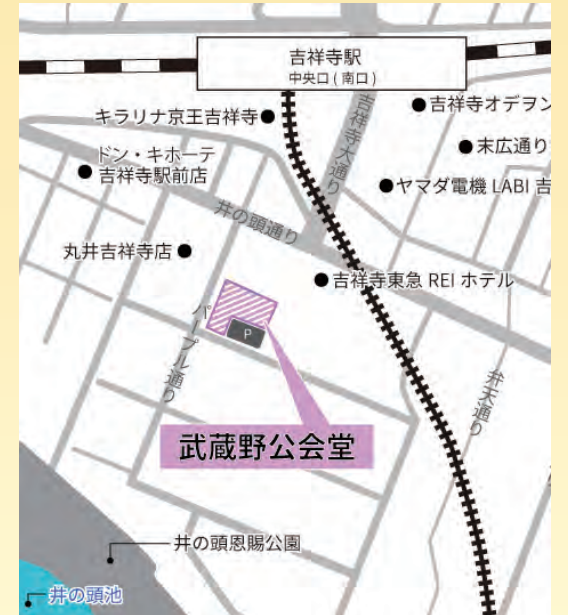 吉祥寺駅
中央口 ( 南口 )
キラリナ京王吉祥寺
吉祥寺大通り
吉祥寺オデヲン
末広通り
ドン・キホーテ
吉祥寺駅前店
ヤマダ電機 LABI 吉
井の頭通り
丸井吉祥寺店
吉祥寺東急 REI ホテル
パープル通り
P
弁天通り
武蔵野公会堂
井の頭恩賜公園
井の頭池